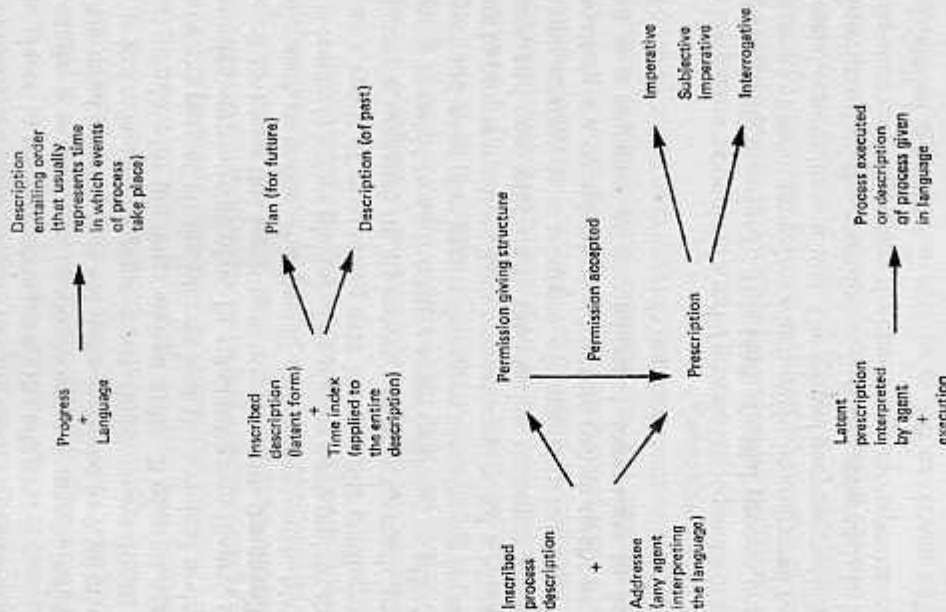 Progress
+
Language
Description
entailing order
(that usually
represents time
in which events
of process
take place)
Inscribed
description
(latent form)
+
Time index
(applied to
the entire
description)
Plan (for future)
Description (of past)
Inscribed
process
description
+
Addressee
(any agent
interpreting
the language)
Permission giving structure
Permission accepted
Prescription
Imperative
Subjective
imperative
Interrogative
Latent
prescription
interpreted
by agent
+
execution
Process executed
or description
of process given
in language